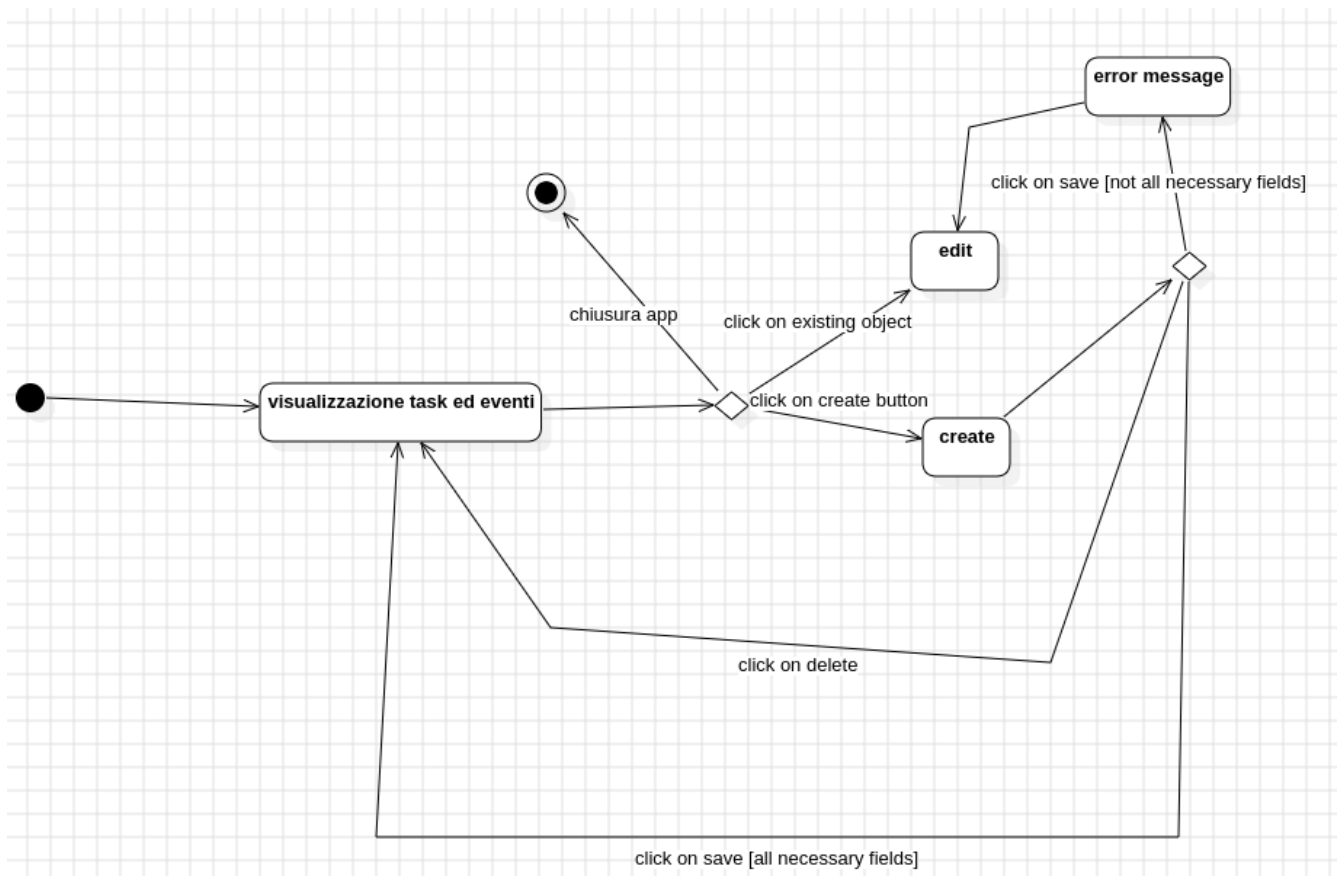 error message
click on save [not all necessary fields]
edit
chiusura app
click on existing object
visualizzazione task ed eventi
click on create button
create
click on delete
click on save [all necessary fields]